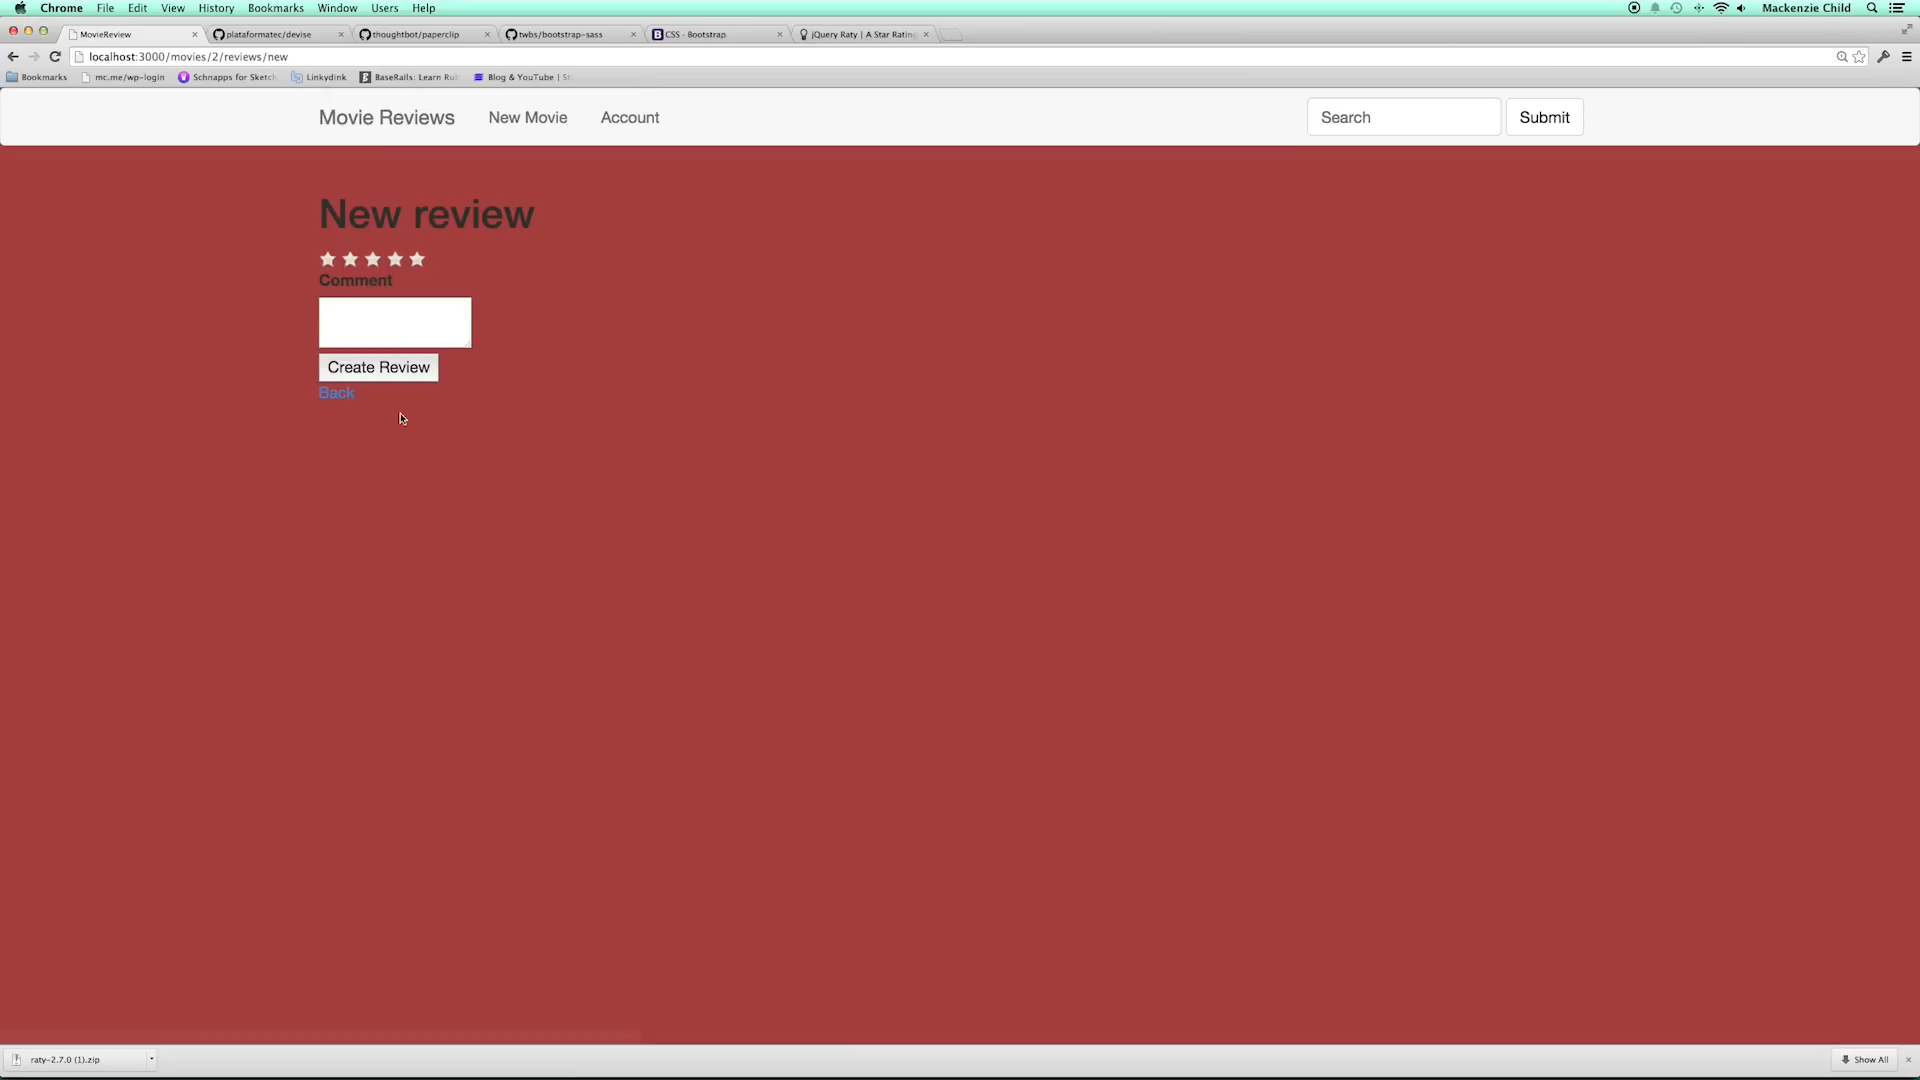 Chrome File Edit View History Bookmarks Window Users Help Mackenzie Child
MovieReview plataformatec/devise thoughtbot/paperclip twbs/bootstrap-sass CSS - Bootstrap jQuery Raty | A Star Rating
localhost:3000/movies/2/reviews/new
Bookmarks mc.me/wp-login Schnapps for Sketch Linkydink BaseRails: Learn Rub Blog & YouTube | St
Movie Reviews New Movie Account Search Submit
New review
Comment
Create Review
Back
raty-2.7.0 (1).zip Show All